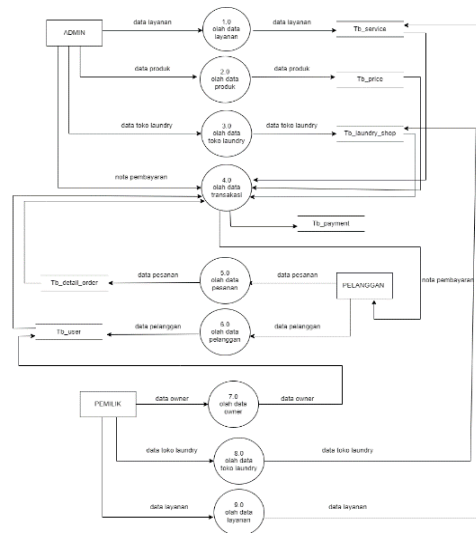 data layanan
1.0
olah data
layanan
data layanan
Tb_service
ADMIN
data produk
2.0
olah data
produk
data produk
Tb_price
data toko laundry
3.0
olah data
toko laundry
data toko laundry
Tb_laundry_shop
nota pembayaran
4.0
olah data
transakasi
Tb_payment
Tb_detail_order
data pesanan
5.0
olah data
pesanan
data pesanan
PELANGGAN
nota pembayaran
Tb_user
data pelanggan
6.0
olah data
pelanggan
data pelanggan
PEMILIK
data owner
7.0
olah data
owner
data owner
data toko laundry
8.0
olah data
toko laundry
data toko laundry
data layanan
9.0
olah data
layanan
data layanan